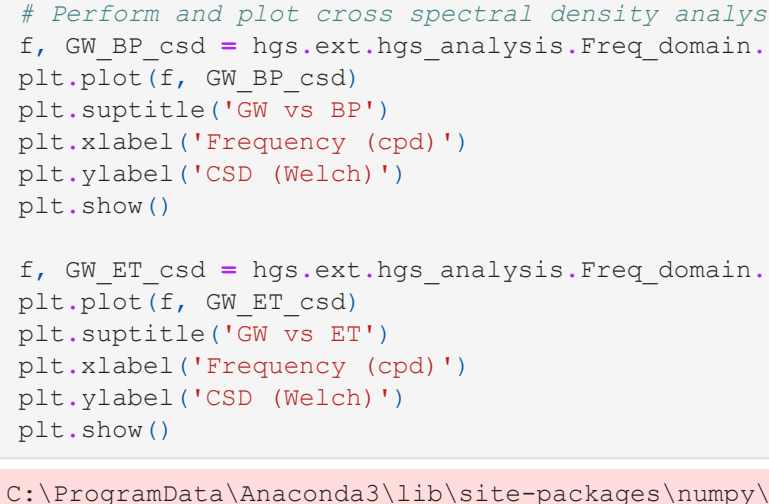 # Perform and plot cross spectral density analys
f, GW_BP_csd = hgs.ext.hgs_analysis.Freq_domain.
plt.plot(f, GW_BP_csd)
plt.suptitle('GW vs BP')
plt.xlabel('Frequency (cpd)')
plt.ylabel('CSD (Welch)')
plt.show()

f, GW_ET_csd = hgs.ext.hgs_analysis.Freq_domain.
plt.plot(f, GW_ET_csd)
plt.suptitle('GW vs ET')
plt.xlabel('Frequency (cpd)')
plt.ylabel('CSD (Welch)')
plt.show()

C:\ProgramData\Anaconda3\lib\site-packages\numpy\